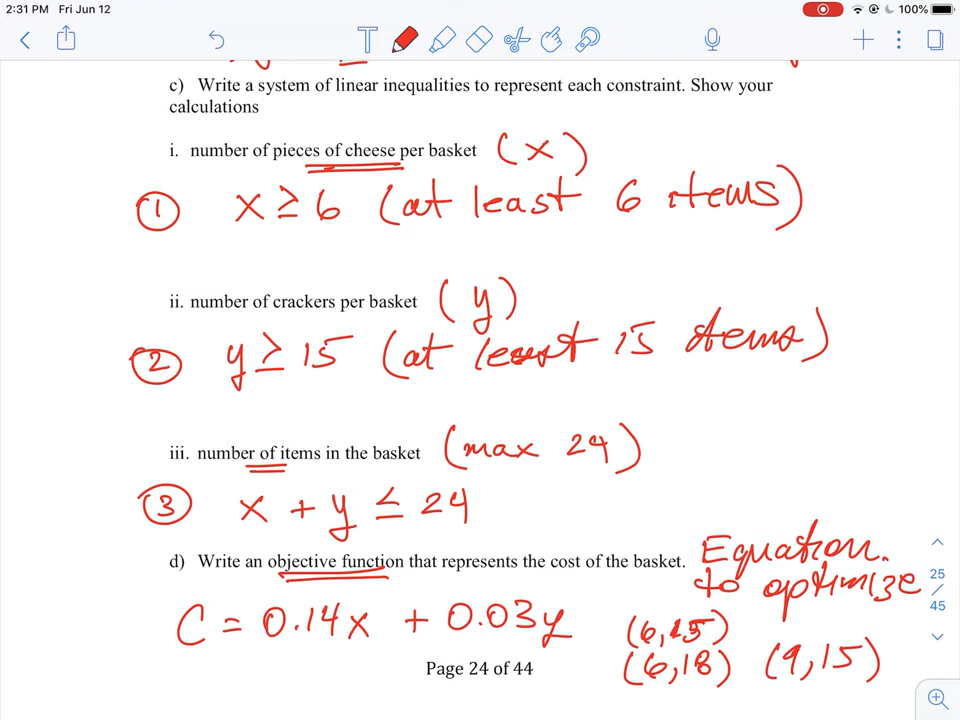 2:31 PM Fri Jun 12 100%
T
c) Write a system of linear inequalities to represent each constraint. Show your
calculations
i. number of pieces of cheese per basket (x)
① x ≥ 6 (at least 6 items)
ii. number of crackers per basket (y)
② y ≥ 15 (at least 15 items)
iii. number of items in the basket (max 24)
③ x + y ≤ 24
d) Write an objective function that represents the cost of the basket. Equation
to optimize
C = 0.14x + 0.03y (6,15)
(6,18) (9,15)
Page 24 of 44
25
/
45